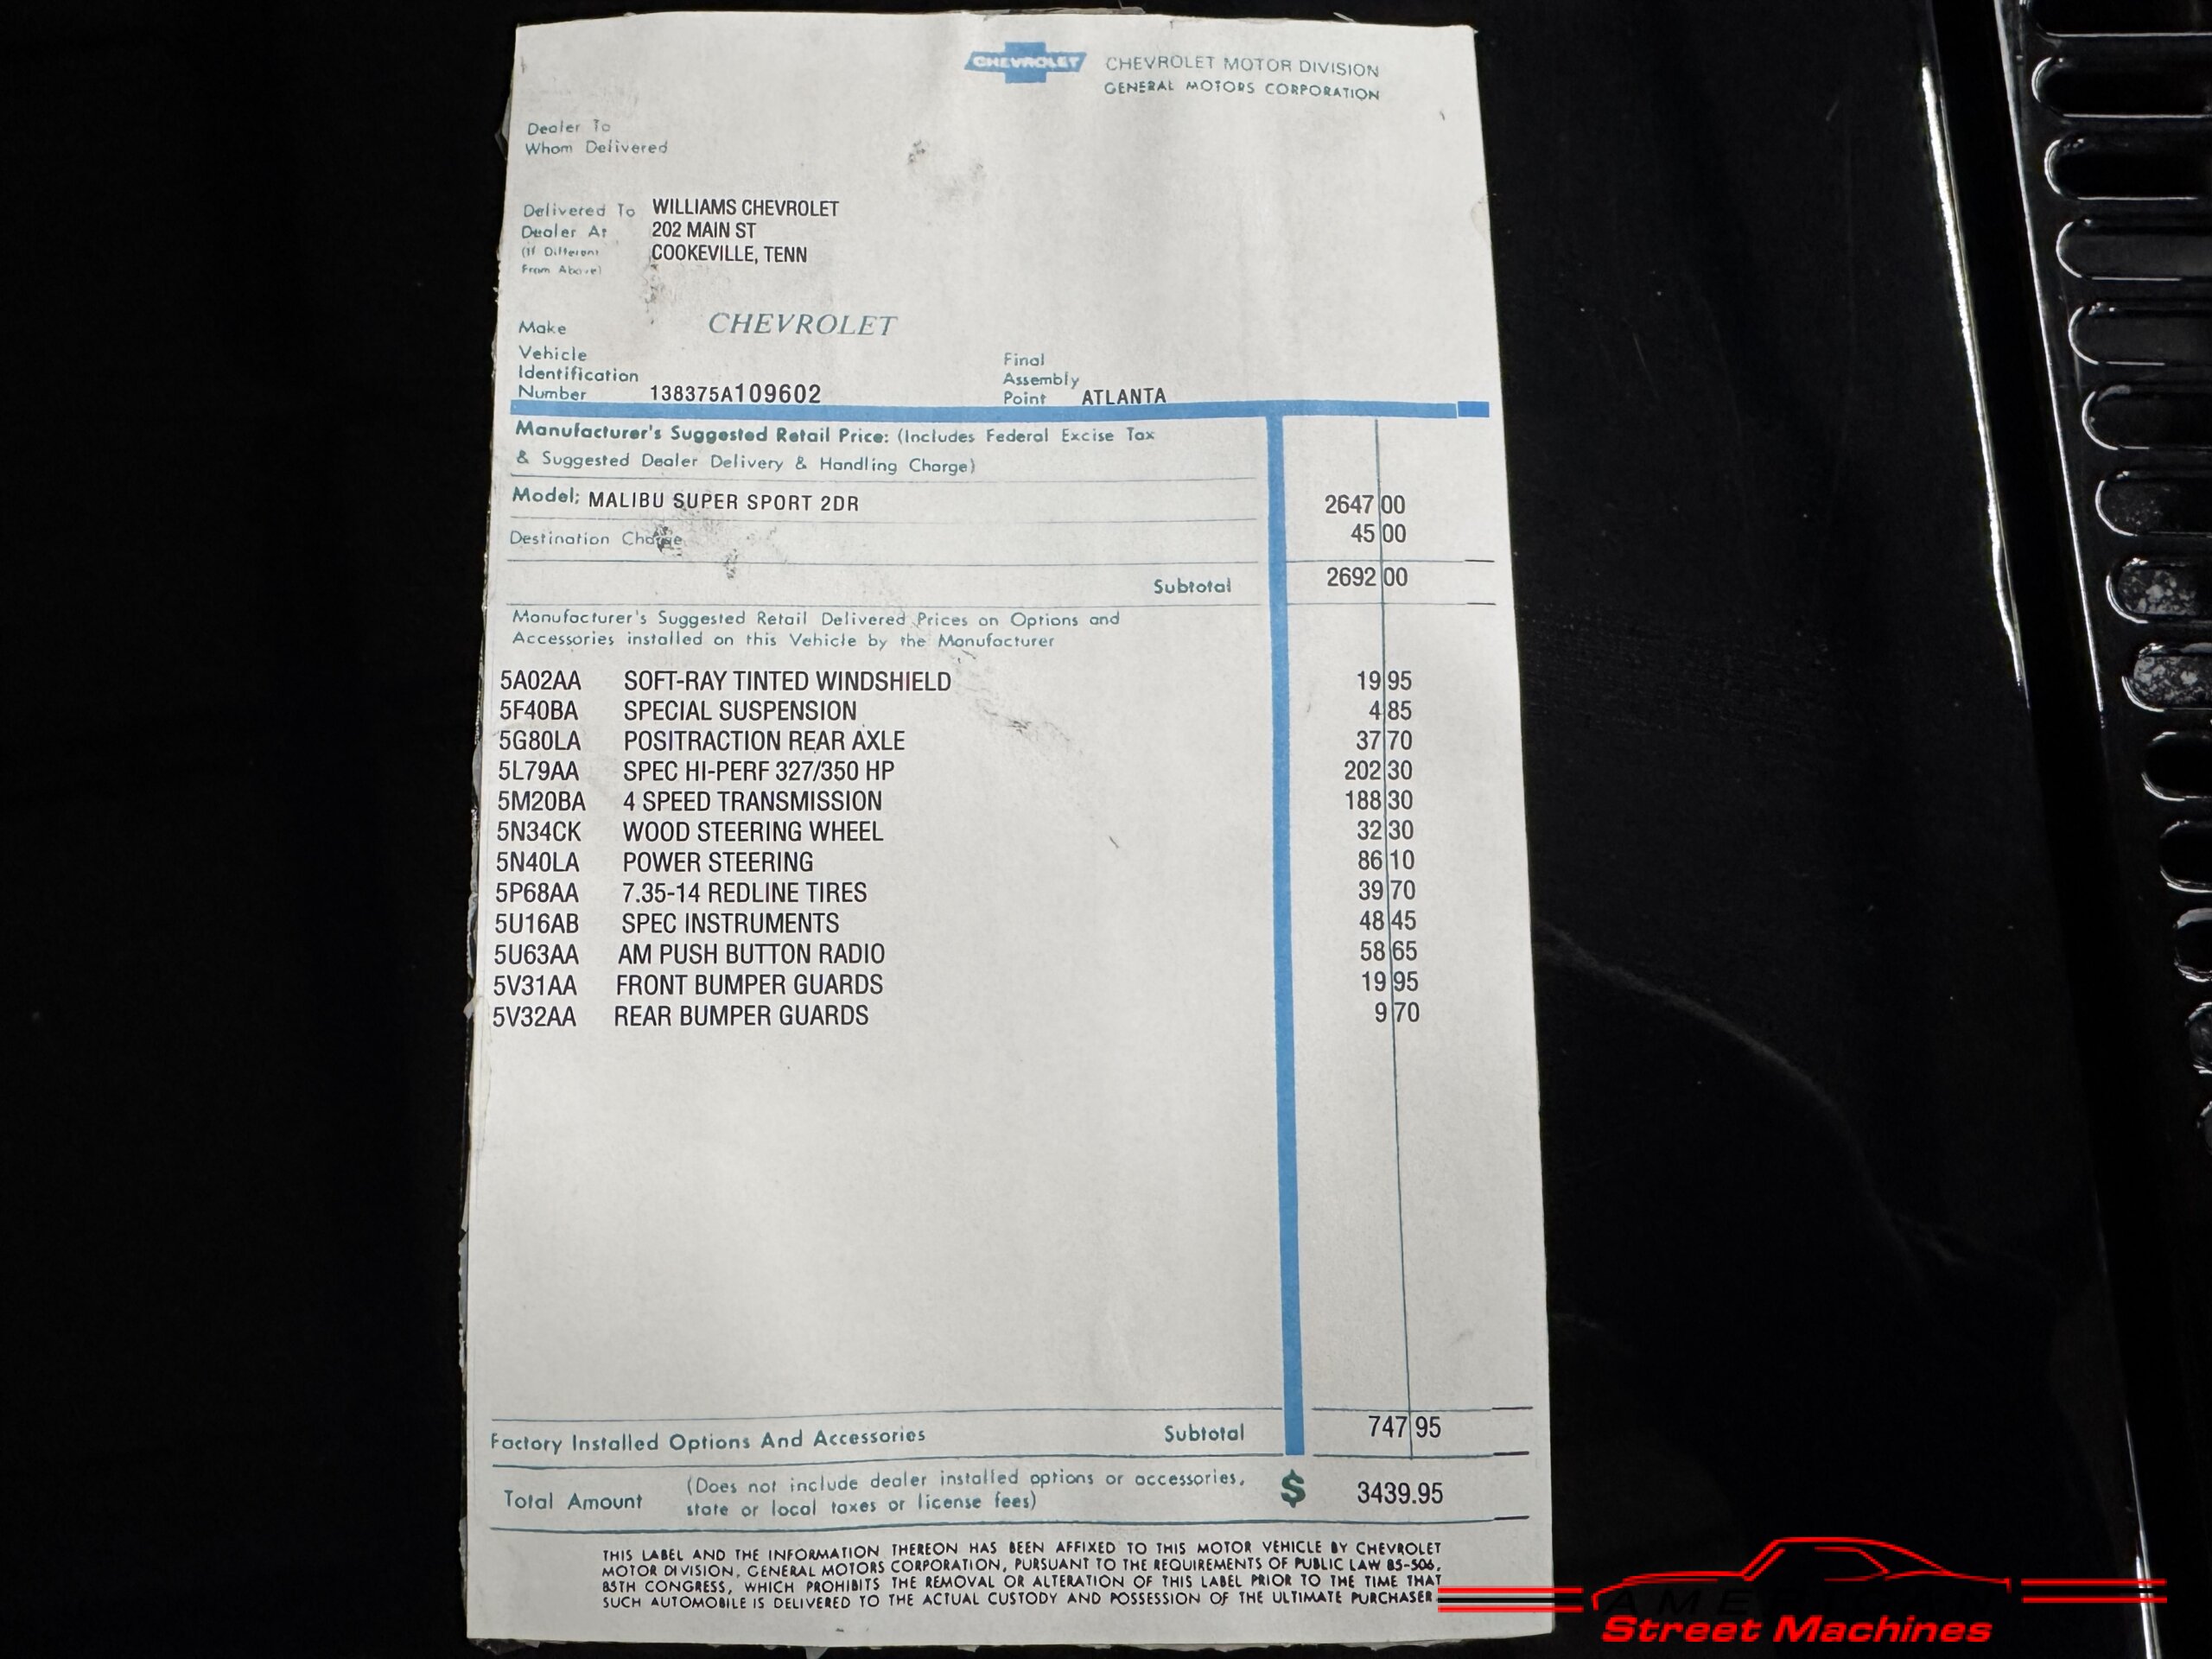 CHEVROLET
CHEVROLET MOTOR DIVISION
GENERAL MOTORS CORPORATION
Dealer To
Whom Delivered
Delivered To WILLIAMS CHEVROLET
Dealer At 202 MAIN ST
(If Different COOKEVILLE, TENN
From Above)
Make CHEVROLET
Vehicle
Identification
Number 138375A109602
Final
Assembly
Point ATLANTA
Manufacturer's Suggested Retail Price: (Includes Federal Excise Tax
& Suggested Dealer Delivery & Handling Charge)
Model: MALIBU SUPER SPORT 2DR 2647 00
Destination Charge 45 00
Subtotal 2692 00
Manufacturer's Suggested Retail Delivered Prices on Options and
Accessories installed on this Vehicle by the Manufacturer
5A02AA SOFT-RAY TINTED WINDSHIELD 19 95
5F40BA SPECIAL SUSPENSION 4 85
5G80LA POSITRACTION REAR AXLE 37 70
5L79AA SPEC HI-PERF 327/350 HP 202 30
5M20BA 4 SPEED TRANSMISSION 188 30
5N34CK WOOD STEERING WHEEL 32 30
5N40LA POWER STEERING 86 10
5P68AA 7.35-14 REDLINE TIRES 39 70
5U16AB SPEC INSTRUMENTS 48 45
5U63AA AM PUSH BUTTON RADIO 58 65
5V31AA FRONT BUMPER GUARDS 19 95
5V32AA REAR BUMPER GUARDS 9 70
Factory Installed Options And Accessories Subtotal 747 95
Total Amount (Does not include dealer installed options or accessories, $ 3439.95
state or local taxes or license fees)
THIS LABEL AND THE INFORMATION THEREON HAS BEEN AFFIXED TO THIS MOTOR VEHICLE BY CHEVROLET
MOTOR DIVISION, GENERAL MOTORS CORPORATION, PURSUANT TO THE REQUIREMENTS OF PUBLIC LAW 85-506,
85TH CONGRESS, WHICH PROHIBITS THE REMOVAL OR ALTERATION OF THIS LABEL PRIOR TO THE TIME THAT
SUCH AUTOMOBILE IS DELIVERED TO THE ACTUAL CUSTODY AND POSSESSION OF THE ULTIMATE PURCHASER.
Street Machines